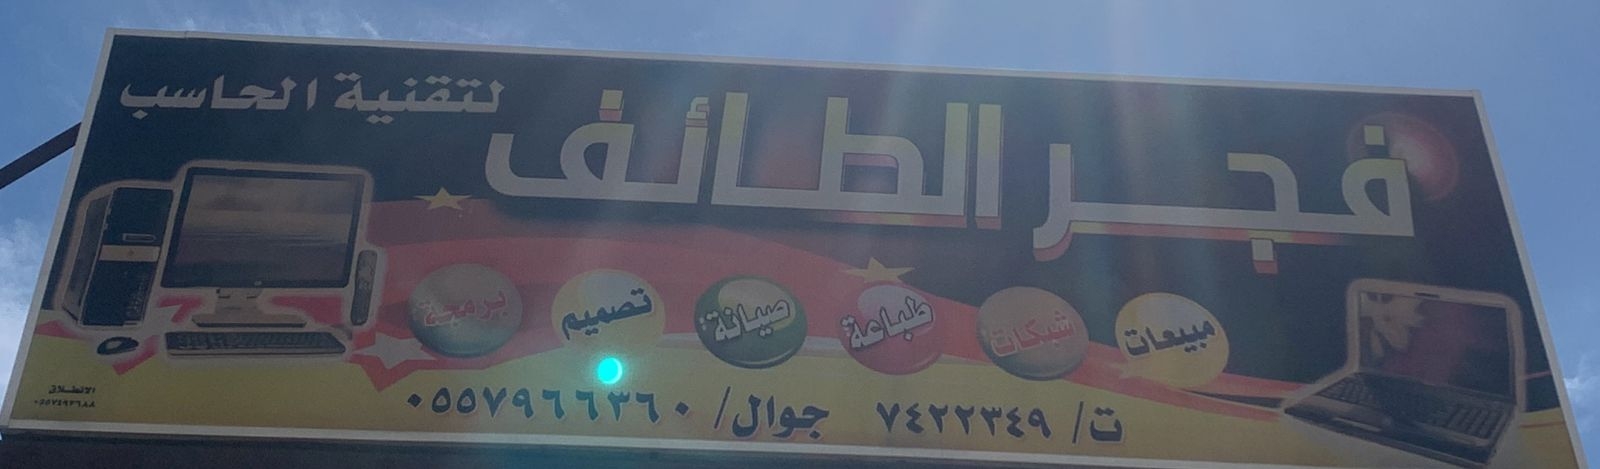 فجر الطائف لتقنية الحاسب
مبيعات شبكات طباعة صيانة تصميم برمجة
ت/ ٧٤٢٢٣٤٩ جوال/ ٠٥٥٧٩٦٦٣٦٠
الانطلاق